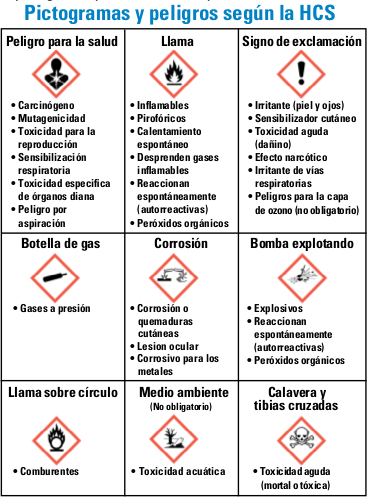 Pictogramas y peligros según la HCS
Peligro para la salud
• Carcinógeno
• Mutagenicidad
• Toxicidad para la
reproducción
• Sensibilización
respiratoria
• Toxicidad especifica
de órganos diana
• Peligro por
aspiración
Llama
• Inflamables
• Pirofóricos
• Calentamiento
espontáneo
• Desprenden gases
inflamables
• Reaccionan
espontáneamente
(autorreactivas)
• Peróxidos orgánicos
Signo de exclamación
• Irritante (piel y ojos)
• Sensibilizador cutáneo
• Toxicidad aguda
(dañino)
• Efecto narcótico
• Irritante de vías
respiratorias
• Peligros para la capa
de ozono (no obligatorio)
Botella de gas
• Gases a presión
Corrosión
• Corrosión o
quemaduras
cutáneas
• Lesion ocular
• Corrosivo para los
metales
Bomba explotando
• Explosivos
• Reaccionan
espontáneamente
(autorreactivas)
• Peróxidos orgánicos
Llama sobre círculo
• Comburentes
Medio ambiente
(No obligatorio)
• Toxicidad acuática
Calavera y
tibias cruzadas
• Toxicidad aguda
(mortal o tóxica)